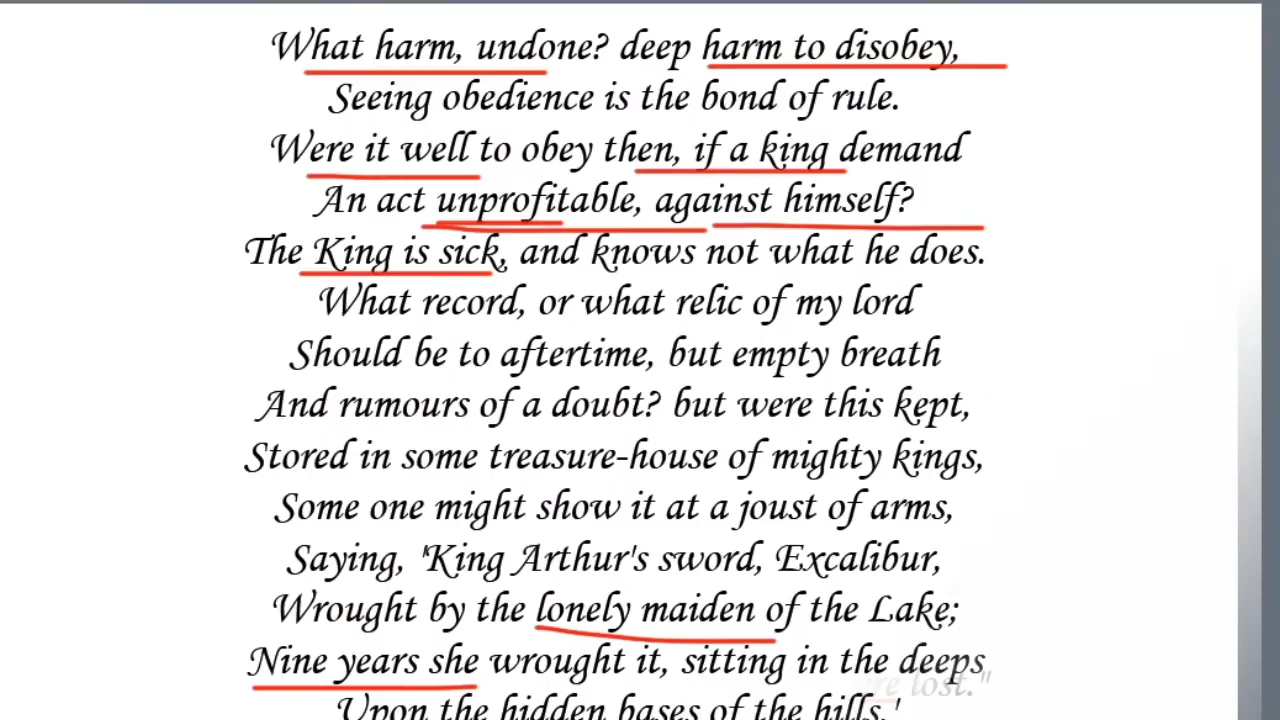 What harm, undone? deep harm to disobey,
Seeing obedience is the bond of rule.
Were it well to obey then, if a king demand
An act unprofitable, against himself?
The King is sick, and knows not what he does.
What record, or what relic of my lord
Should be to aftertime, but empty breath
And rumours of a doubt? but were this kept,
Stored in some treasure-house of mighty kings,
Some one might show it at a joust of arms,
Saying, 'King Arthur's sword, Excalibur,
Wrought by the lonely maiden of the Lake;
Nine years she wrought it, sitting in the deeps
lost."
Upon the hidden bases of the hills.'